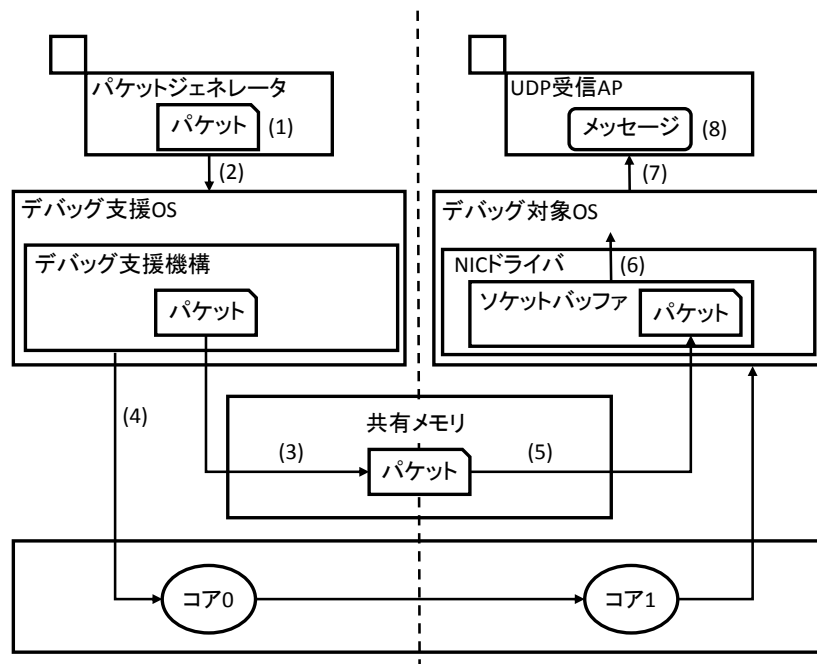 パケットジェネレータ
パケット
(1)
(2)
デバッグ支援OS
デバッグ支援機構
パケット
(4)
(3)
共有メモリ
パケット
(5)
コア0
コア1
UDP受信AP
メッセージ
(8)
(7)
デバッグ対象OS
NICドライバ
(6)
ソケットバッファ
パケット